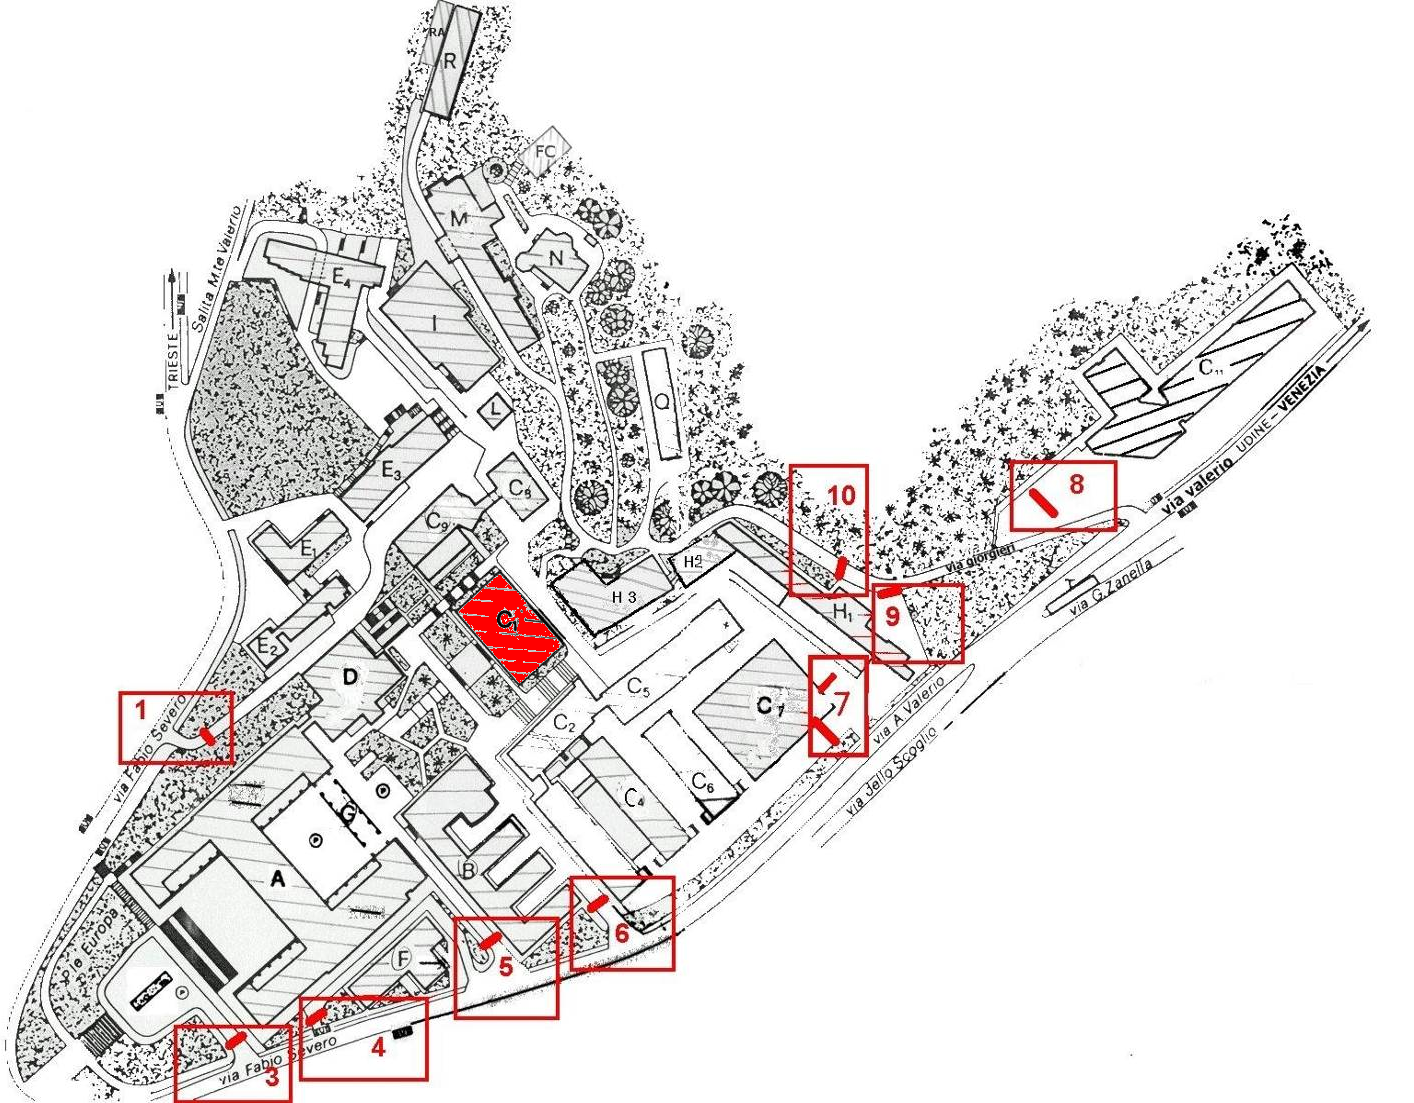 RA
R
FC
M
N
Salita M.te Valerio
E4
I
TRIESTE
C11
L
Q
VENEZIA
UDINE -
via valerio
E3
C8
10
8
C9
E1
via giorgieri
H2
H3
T
via G.Zanella
C1
H1
9
E2
D
C5
7
C7
1
via Fabio Severo
C2
via A Valerio
C6
C4
via Jello Scoglio
G
P
P
B
A
P.le Europa
6
F
5
P
4
via Fabio Severo
3